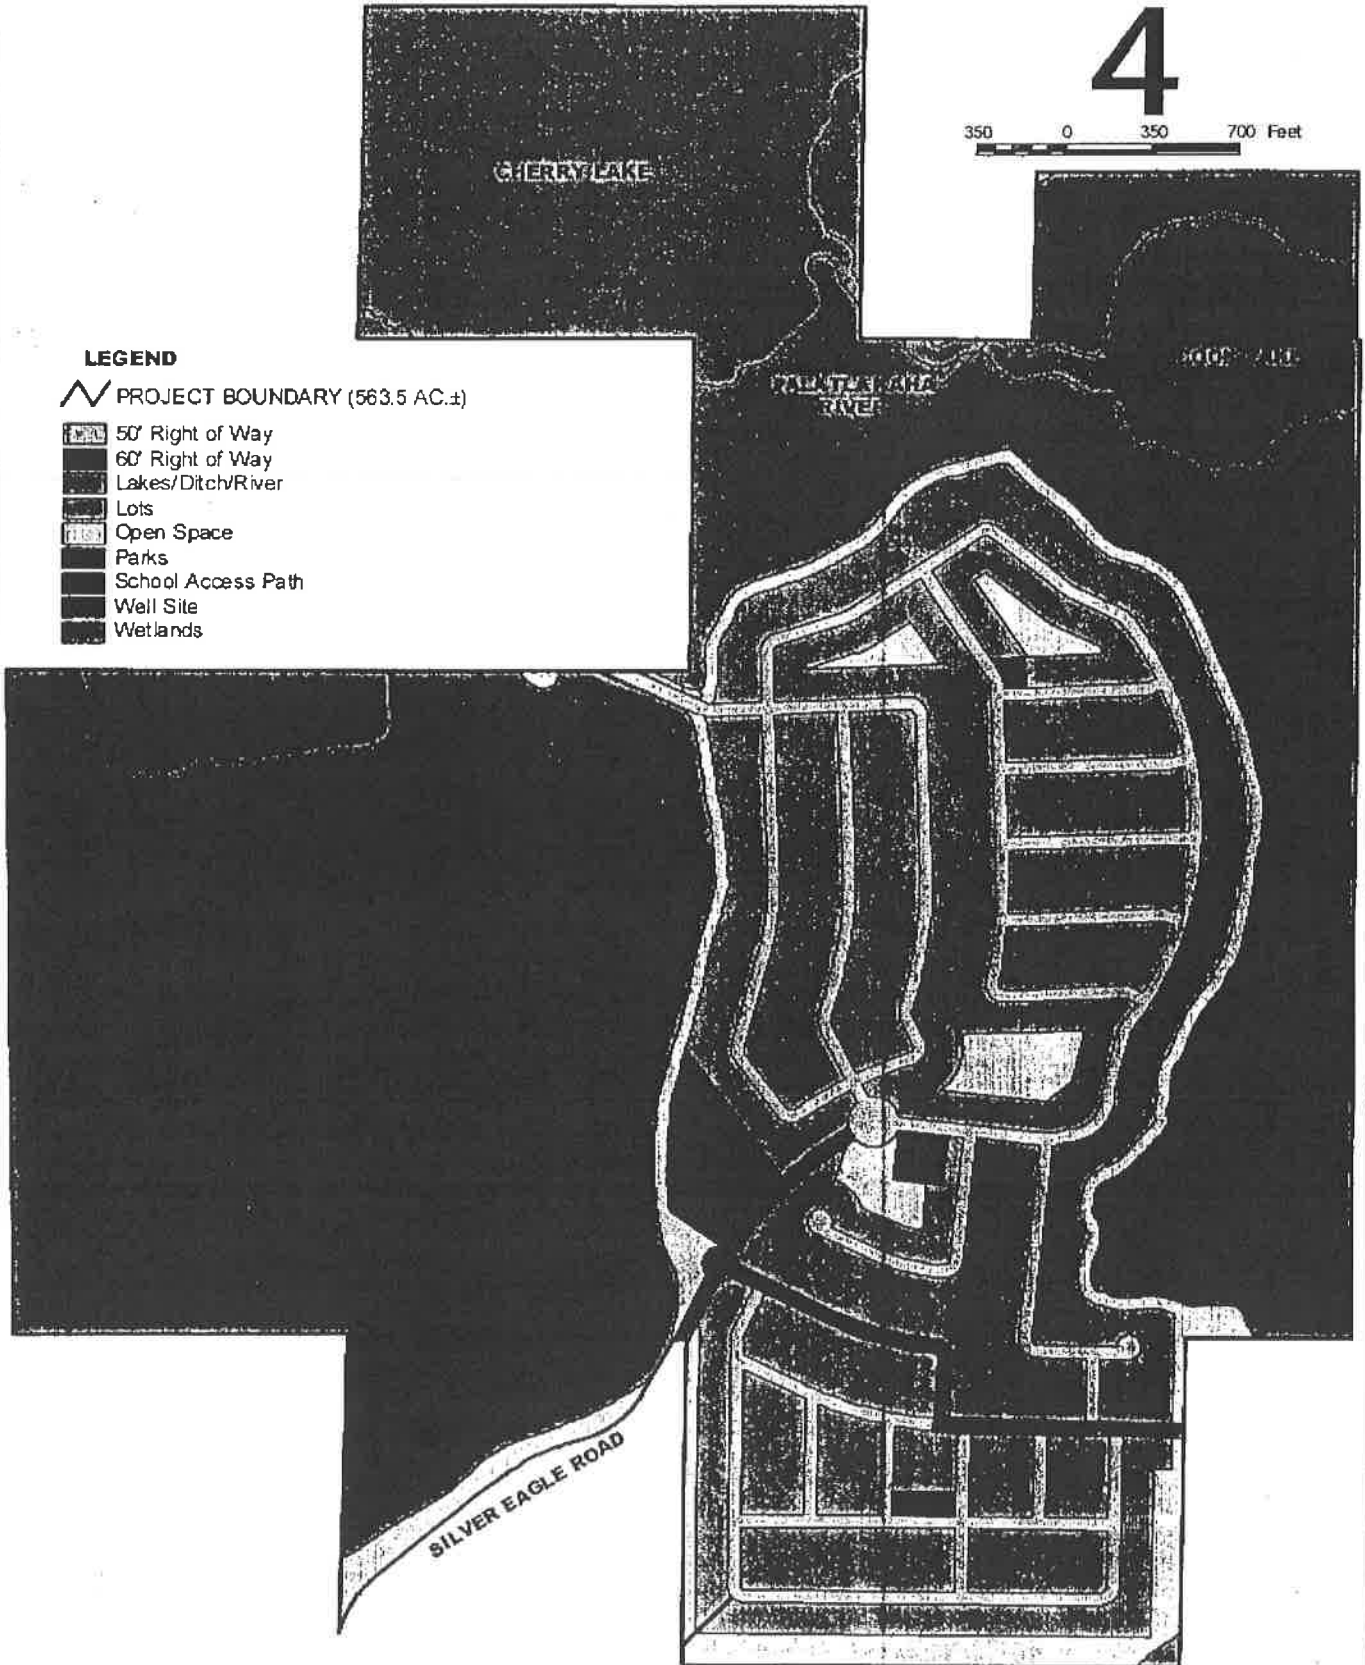 4
350 0 350 700 Feet
CHERRY LAKE
PALATLAKAHA
RIVER
LEGEND
PROJECT BOUNDARY (563.5 AC.±)
50' Right of Way
60' Right of Way
Lakes/Ditch/River
Lots
Open Space
Parks
School Access Path
Well Site
Wetlands
SILVER EAGLE ROAD